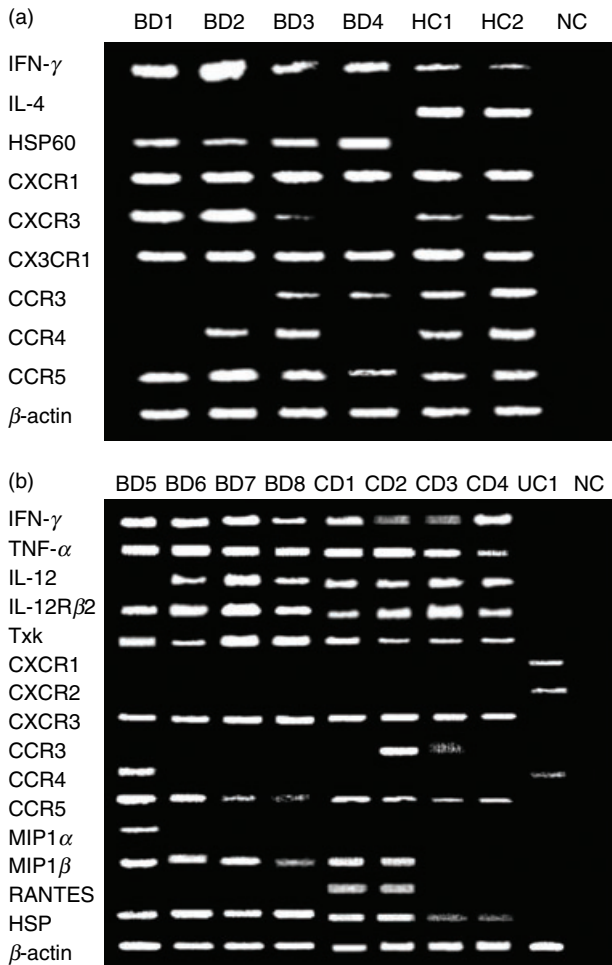 (a)
BD1 BD2 BD3 BD4 HC1 HC2 NC
IFN-γ
IL-4
HSP60
CXCR1
CXCR3
CX3CR1
CCR3
CCR4
CCR5
β-actin
(b)
BD5 BD6 BD7 BD8 CD1 CD2 CD3 CD4 UC1 NC
IFN-γ
TNF-α
IL-12
IL-12Rβ2
Txk
CXCR1
CXCR2
CXCR3
CCR3
CCR4
CCR5
MIP1α
MIP1β
RANTES
HSP
β-actin